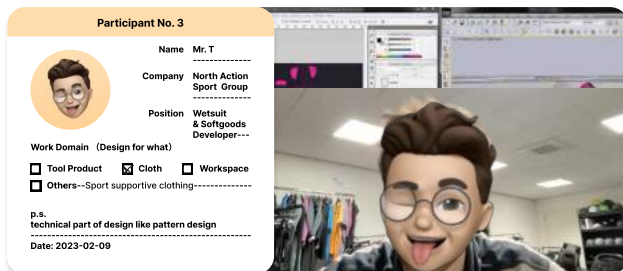 Participant No. 3
Name Mr. T
--------------
Company North Action
Sport Group
--------------
Position Wetsuit
& Softgoods
Developer---
Work Domain （Design for what）
Tool Product Cloth Workspace
Others--Sport supportive clothing--------------
p.s.
technical part of design like pattern design
------------------------------------------------------
Date: 2023-02-09